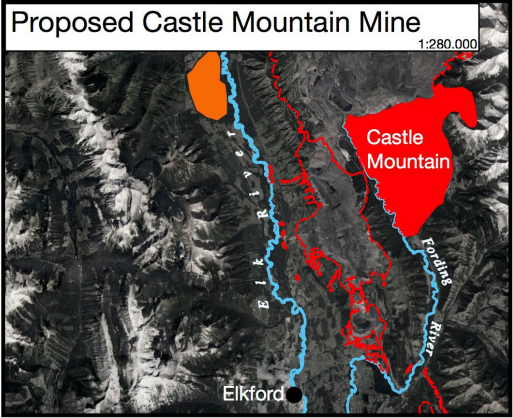 Proposed Castle Mountain Mine
1:280.000
Castle
Mountain
Elk River
Fording
River
Elkford